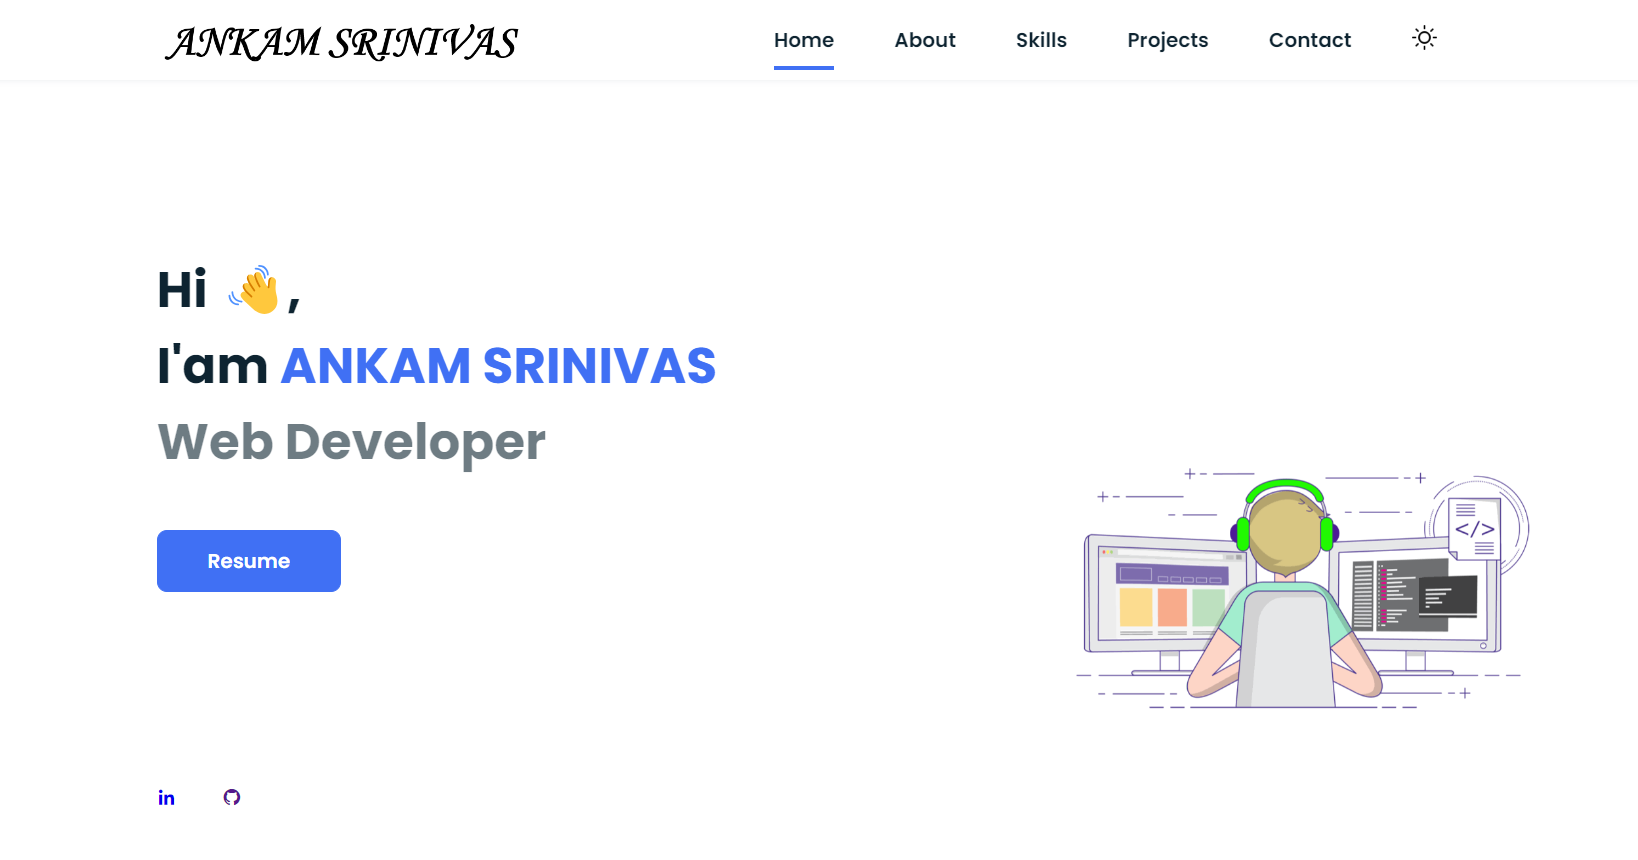 ANKAM SRINIVAS
Home About Skills Projects Contact
Hi 👋,
I'am ANKAM SRINIVAS
Web Developer
Resume
in
</>